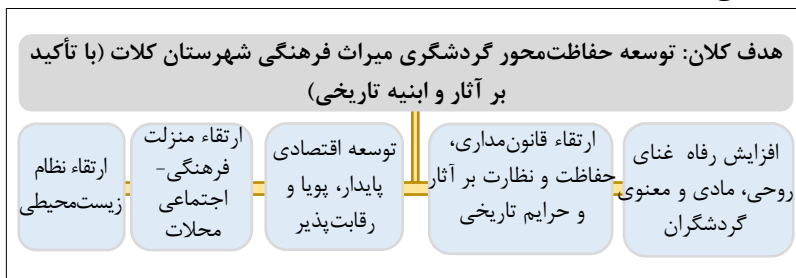 هدف کلان: توسعه حفاظت‌محور گردشگری میراث فرهنگی شهرستان کلات (با تأکید
بر آثار و ابنیه تاریخی)
افزایش رفاه غنای
روحی، مادی و معنوی
گردشگران
ارتقاء قانون‌مداری،
حفاظت و نظارت بر آثار
و حرایم تاریخی
توسعه اقتصادی
پایدار، پویا و
رقابت‌پذیر
ارتقاء منزلت
فرهنگی-
اجتماعی
محلات
ارتقاء نظام
زیست‌محیطی